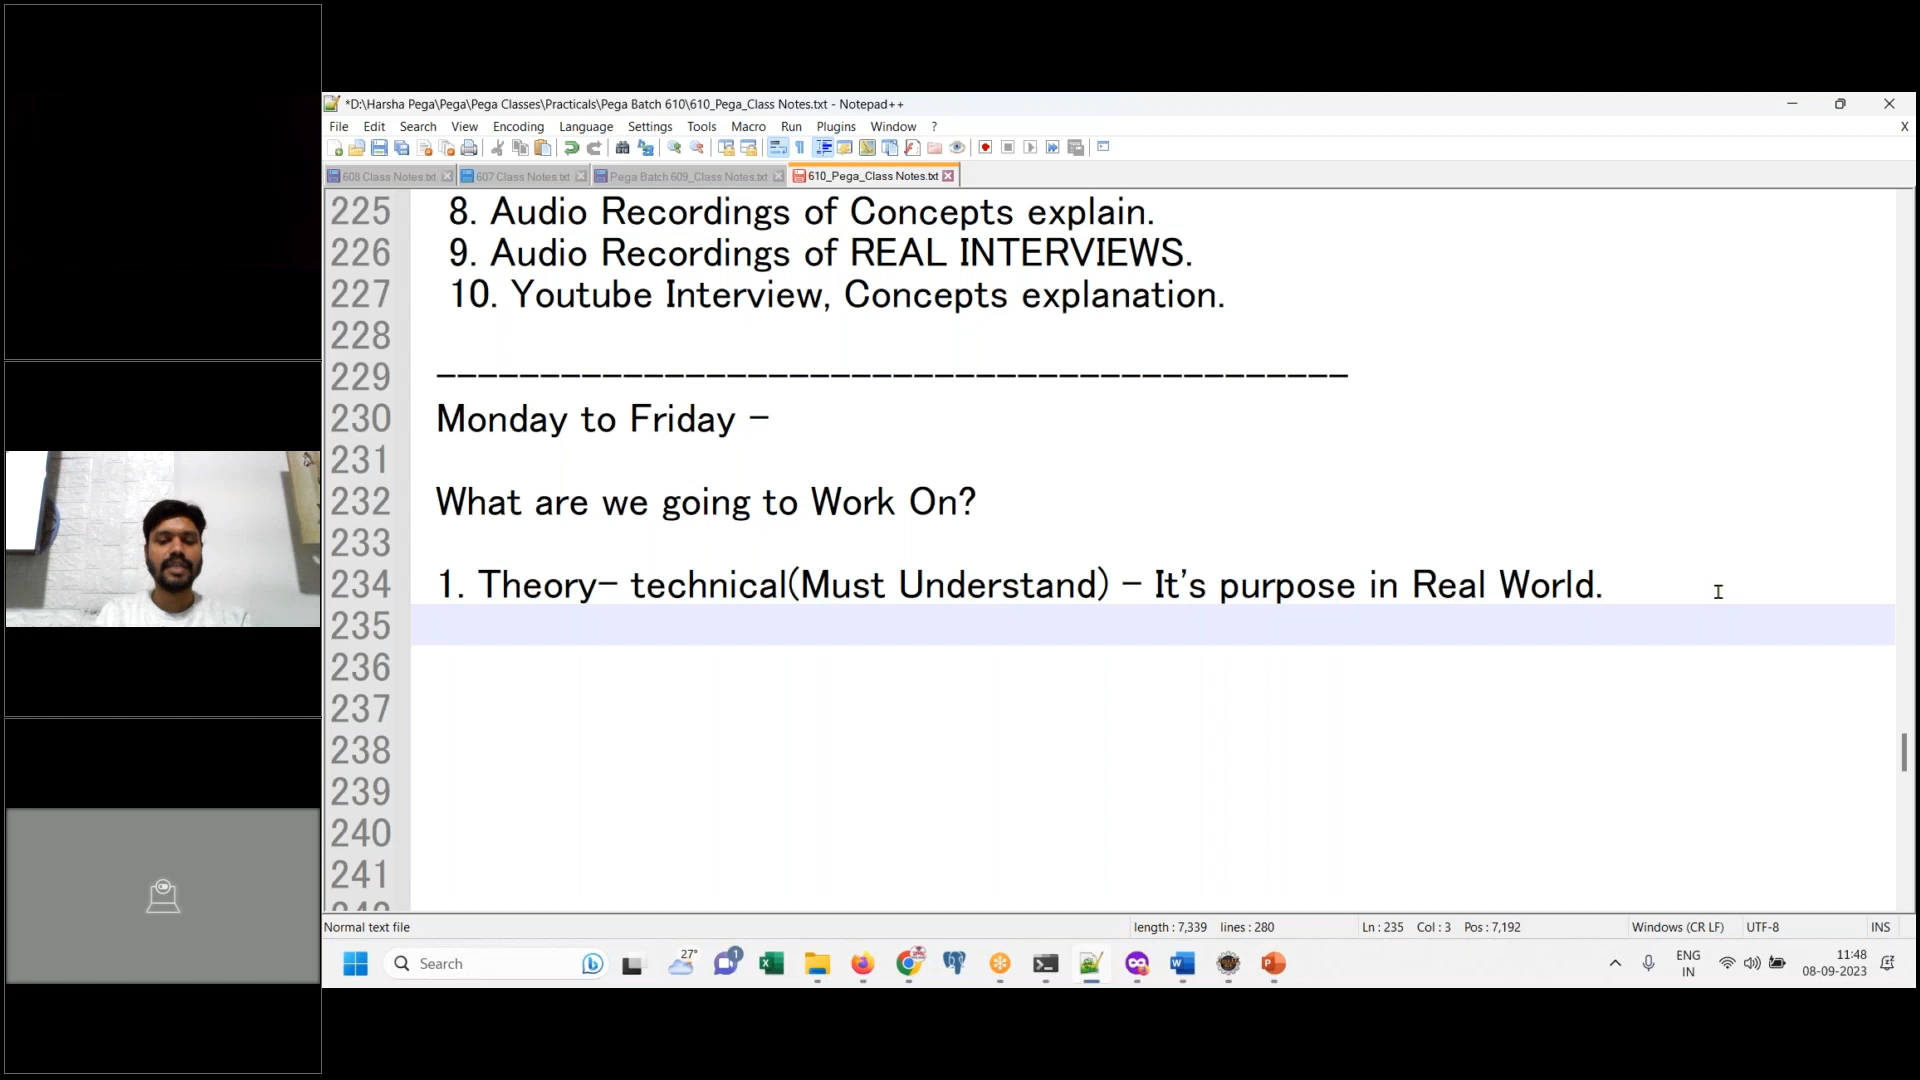 *D:\Harsha Pega\Pega\Pega Classes\Practicals\Pega Batch 610\610_Pega_Class Notes.txt - Notepad++
File Edit Search View Encoding Language Settings Tools Macro Run Plugins Window ? X
608 Class Notes.txt 607 Class Notes.txt Pega Batch 609_Class Notes.txt 610_Pega_Class Notes.txt
225 8. Audio Recordings of Concepts explain.
226 9. Audio Recordings of REAL INTERVIEWS.
227 10. Youtube Interview, Concepts explanation.
228
229 --------------------------------------------
230 Monday to Friday -
231
232 What are we going to Work On?
233
234 1. Theory- technical(Must Understand) - It's purpose in Real World.
235
236
237
238
239
240
241
Normal text file length : 7,339 lines : 280 Ln : 235 Col : 3 Pos : 7,192 Windows (CR LF) UTF-8 INS
Search 27° 1 ENG 11:48
IN 08-09-2023